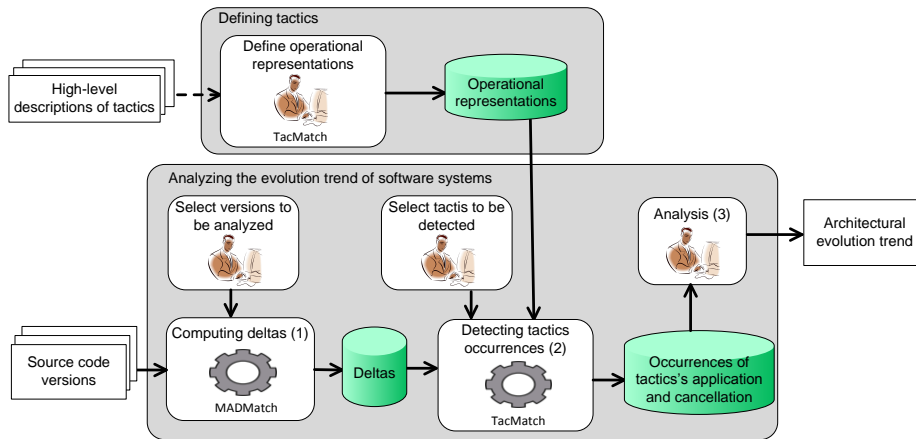 Defining tactics
Define operational
representations
TacMatch
High-level
descriptions of tactics
Operational
representations
Analyzing the evolution trend of software systems
Select versions to
be analyzed
Select tactis to be
detected
Analysis (3)
Architectural
evolution trend
Source code
versions
Computing deltas (1)
MADMatch
Deltas
Detecting tactics
occurrences (2)
TacMatch
Occurrences of
tactics's application
and cancellation